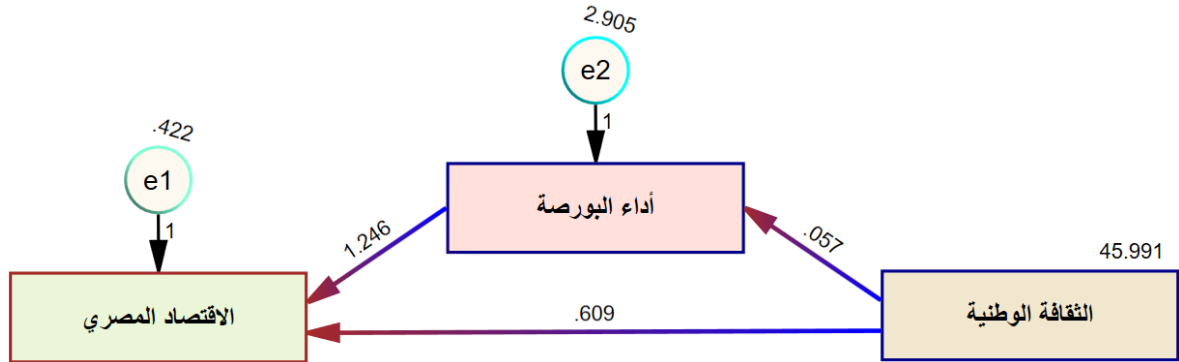 2.905
e2
1
.422
e1
1
أداء البورصة
1.246
.057
45.991
الاقتصاد المصري
.609
الثقافة الوطنية